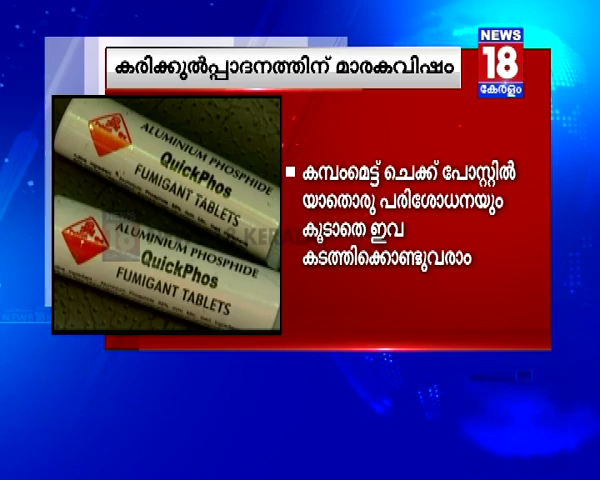 NEWS
18
കേരളം
കരിക്കുൽപ്പാദനത്തിന് മാരകവിഷം
ALUMINIUM PHOSPHIDE
QuickPhos
FUMIGANT TABLETS
ALUMINIUM PHOSPHIDE
QuickPhos
FUMIGANT TABLETS
കമ്പംമെട്ട് ചെക്ക് പോസ്റ്റിൽ
യാതൊരു പരിശോധനയും
കൂടാതെ ഇവ
കടത്തിക്കൊണ്ടുവരാം